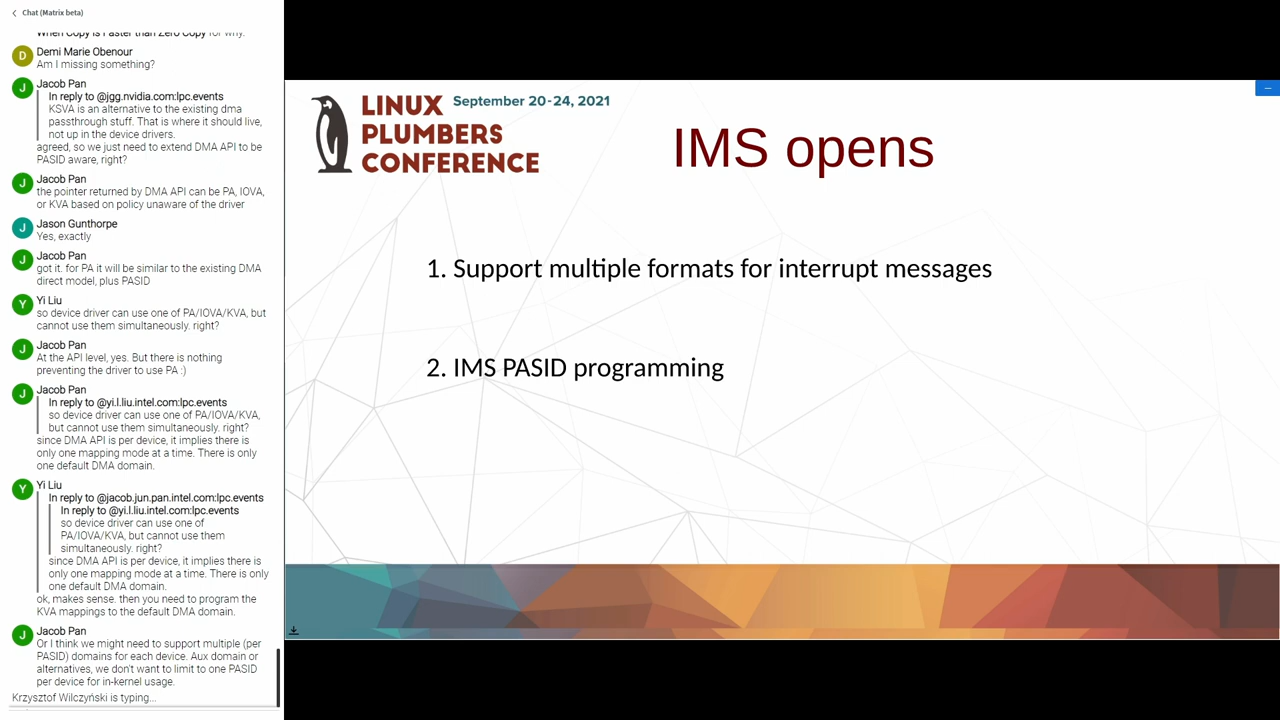 Chat (Matrix beta)
When Copy is Faster than Zero Copy for why.
Demi Marie Obenour
Am I missing something?
Jacob Pan
In reply to @jgg.nvidia.com:lpc.events
KSVA is an alternative to the existing dma
passthrough stuff. That is where it should live,
not up in the device drivers.
agreed, so we just need to extend DMA API to be
PASID aware, right?
Jacob Pan
the pointer returned by DMA API can be PA, IOVA,
or KVA based on policy unaware of the driver
Jason Gunthorpe
Yes, exactly
Jacob Pan
got it. for PA it will be similar to the existing DMA
direct model, plus PASID
Yi Liu
so device driver can use one of PA/IOVA/KVA, but
cannot use them simultaneously. right?
Jacob Pan
At the API level, yes. But there is nothing
preventing the driver to use PA :)
Jacob Pan
In reply to @yi.l.liu.intel.com:lpc.events
so device driver can use one of PA/IOVA/KVA,
but cannot use them simultaneously. right?
since DMA API is per device, it implies there is
only one mapping mode at a time. There is only
one default DMA domain.
Yi Liu
In reply to @jacob.jun.pan.intel.com:lpc.events
In reply to @yi.l.liu.intel.com:lpc.events
so device driver can use one of
PA/IOVA/KVA, but cannot use them
simultaneously. right?
since DMA API is per device, it implies there is
only one mapping mode at a time. There is only
one default DMA domain.
ok, makes sense. then you need to program the
KVA mappings to the default DMA domain.
Jacob Pan
Or I think we might need to support multiple (per
PASID) domains for each device. Aux domain or
alternatives, we don't want to limit to one PASID
per device for in-kernel usage.
Krzysztof Wilczyński is typing...
LINUX
PLUMBERS
CONFERENCE
September 20-24, 2021
IMS opens
1. Support multiple formats for interrupt messages
2. IMS PASID programming
D
J
J
J
J
Y
J
J
Y
J